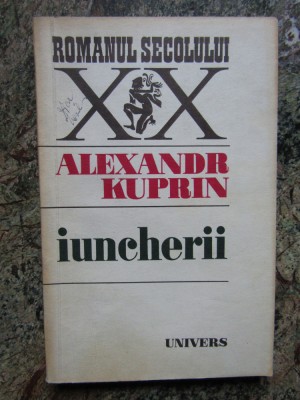 ROMANUL SECOLULUI
XX
ALEXANDR
KUPRIN
iuncherii
UNIVERS